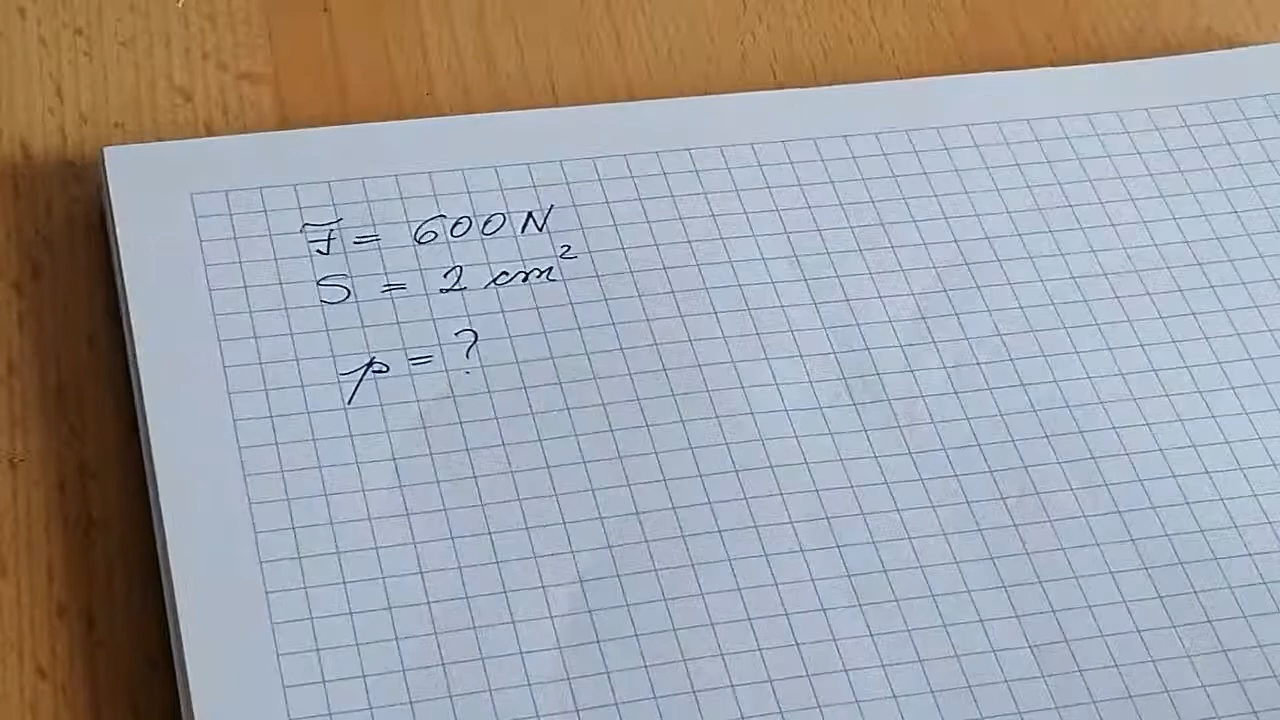 F = 600 N
S = 2 cm²
p = ?